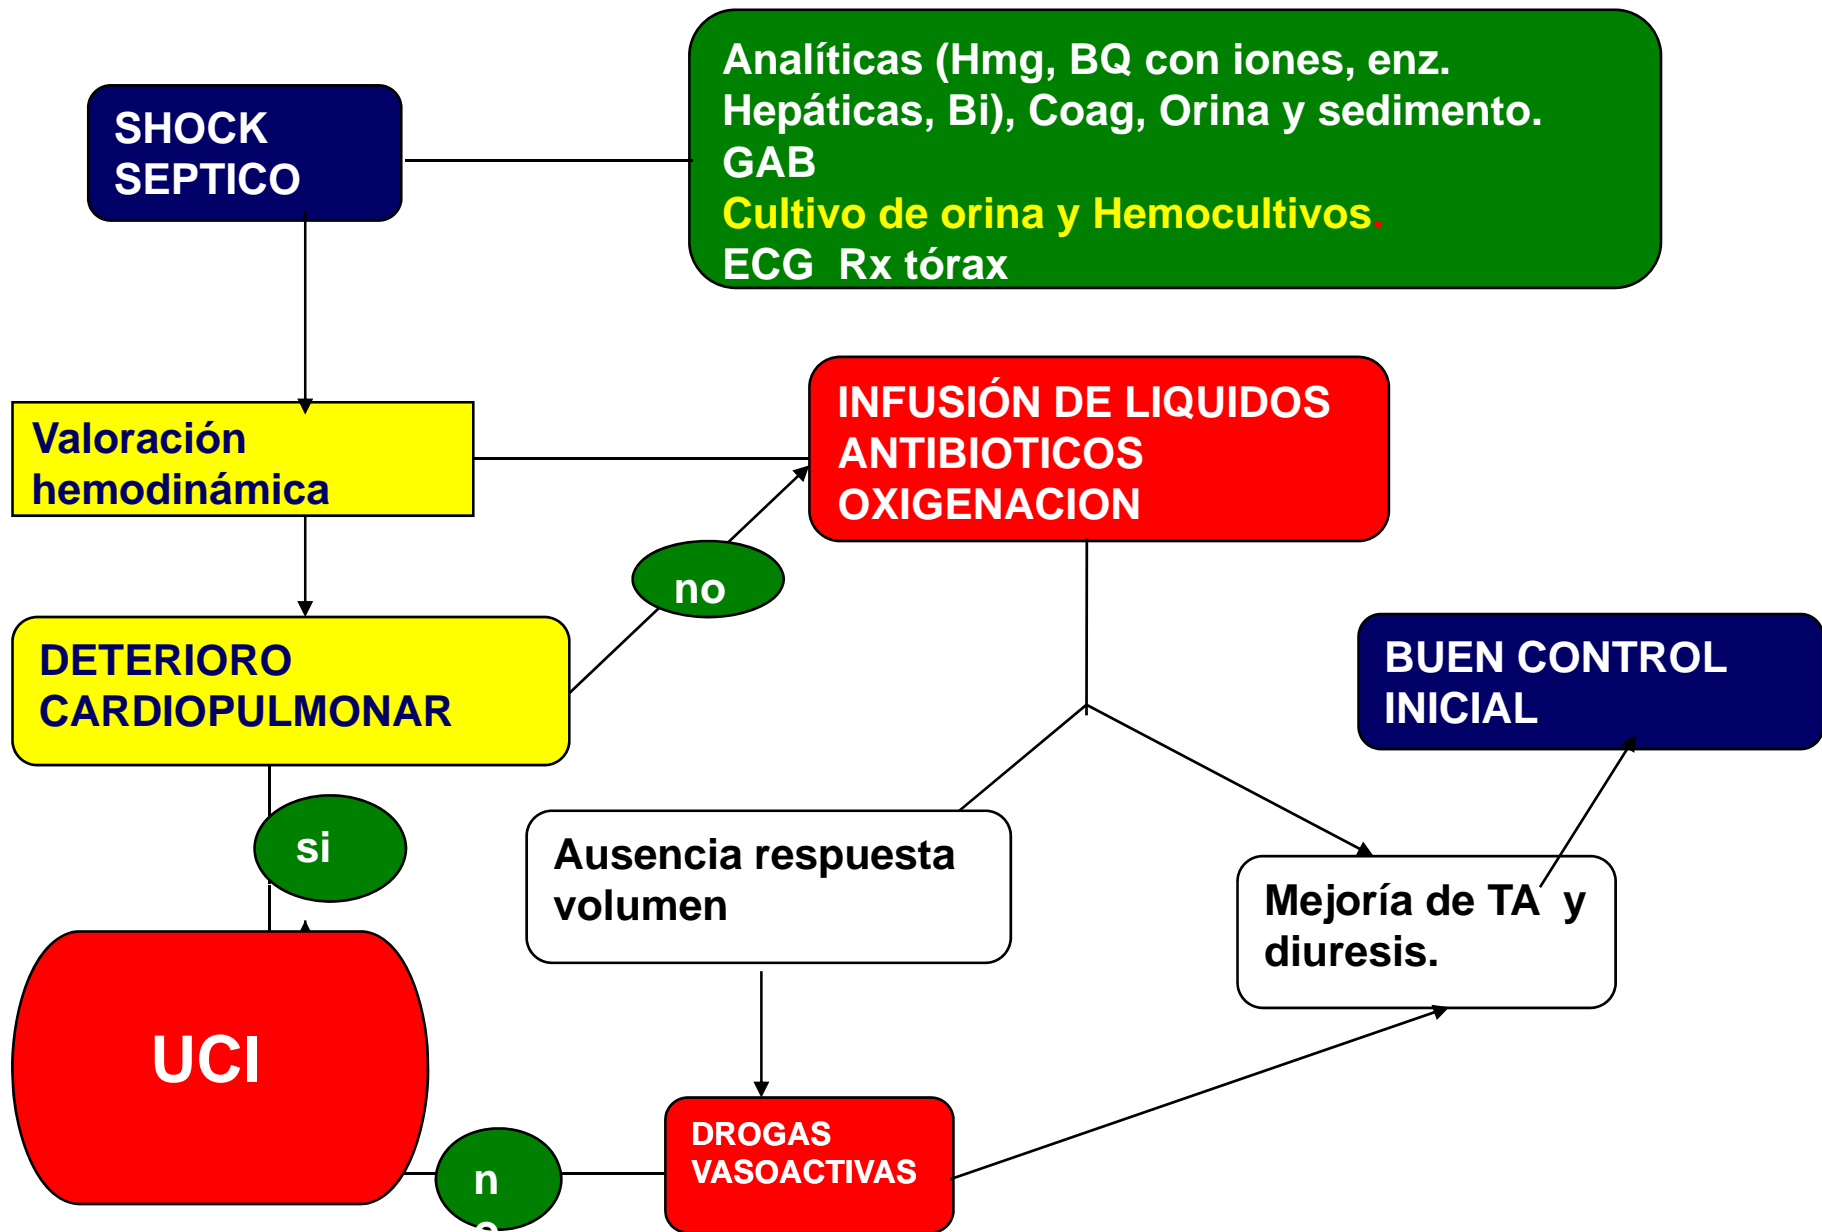 SHOCK
SEPTICO
Analíticas (Hmg, BQ con iones, enz.
Hepáticas, Bi), Coag, Orina y sedimento.
GAB
Cultivo de orina y Hemocultivos.
ECG  Rx tórax
Valoración
hemodinámica
INFUSIÓN DE LIQUIDOS
ANTIBIOTICOS
OXIGENACION
no
DETERIORO
CARDIOPULMONAR
BUEN CONTROL
INICIAL
si
Ausencia respuesta
volumen
Mejoría de TA  y
diuresis.
UCI
DROGAS
VASOACTIVAS
n